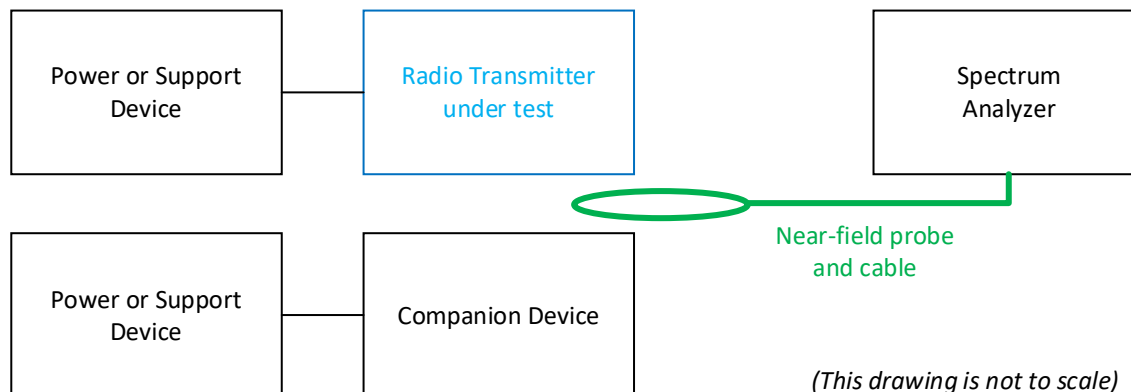 Power or Support
Device
Radio Transmitter
under test
Spectrum
Analyzer
Near-field probe
and cable
Power or Support
Device
Companion Device
(This drawing is not to scale)